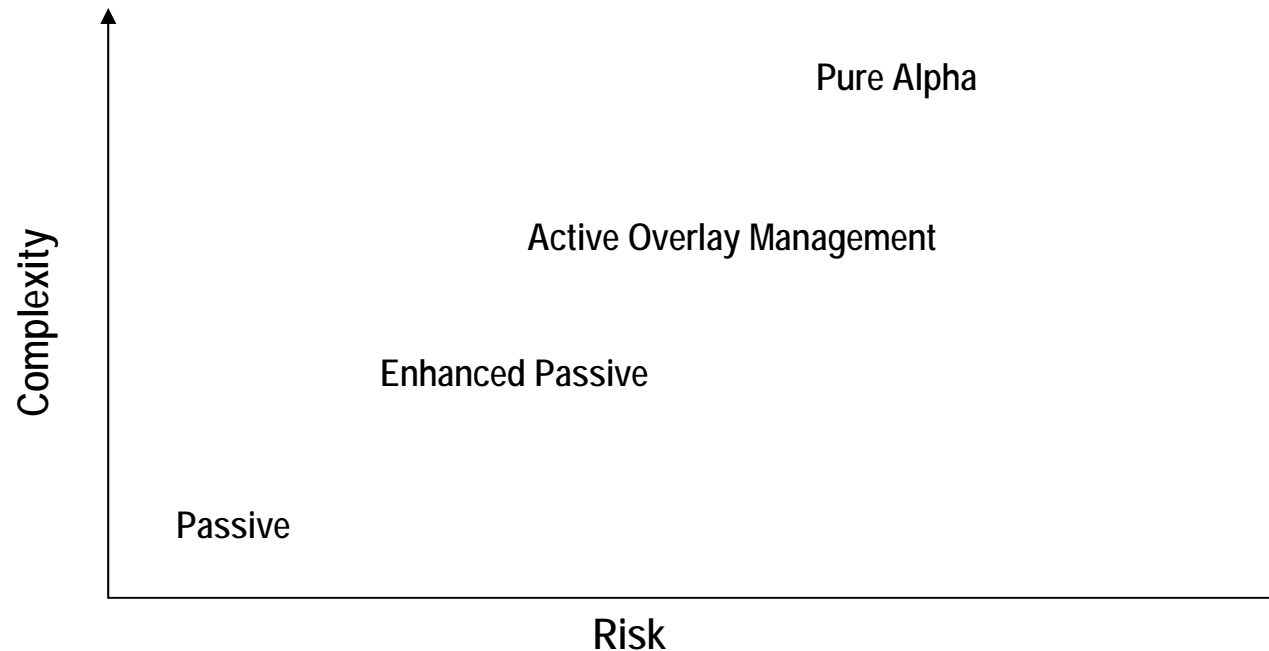 Pure Alpha
Active Overlay Management
Complexity
Enhanced Passive
Passive
Risk